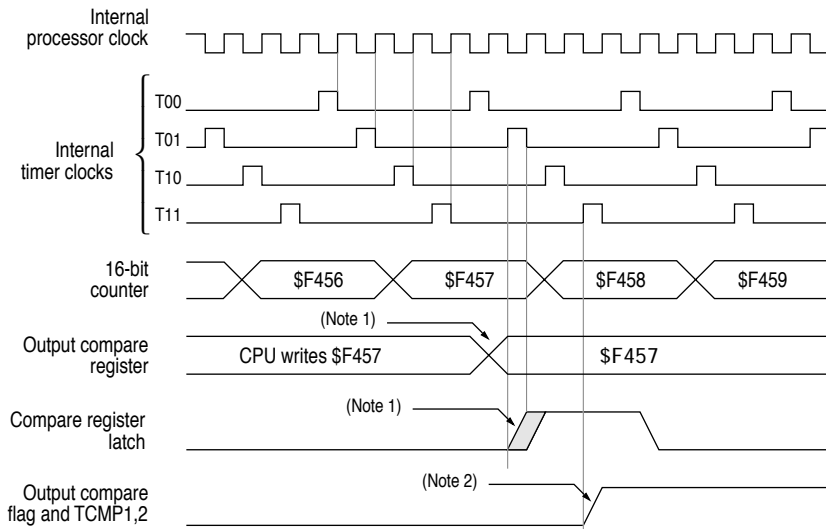 Internal
processor clock
T00
T01
Internal
timer clocks
T10
T11
16-bit
counter
$F456
$F457
$F458
$F459
(Note 1)
Output compare
register
CPU writes $F457
$F457
(Note 1)
Compare register
latch
(Note 2)
Output compare
flag and TCMP1,2